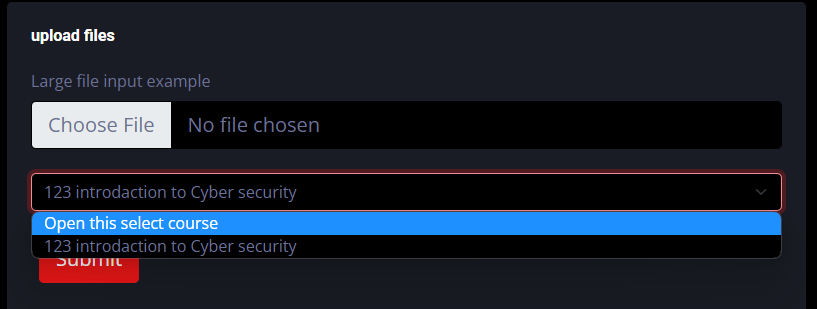 upload files
Large file input example
Choose File No file chosen
123 introdaction to Cyber security
Open this select course
123 introdaction to Cyber security
Submit